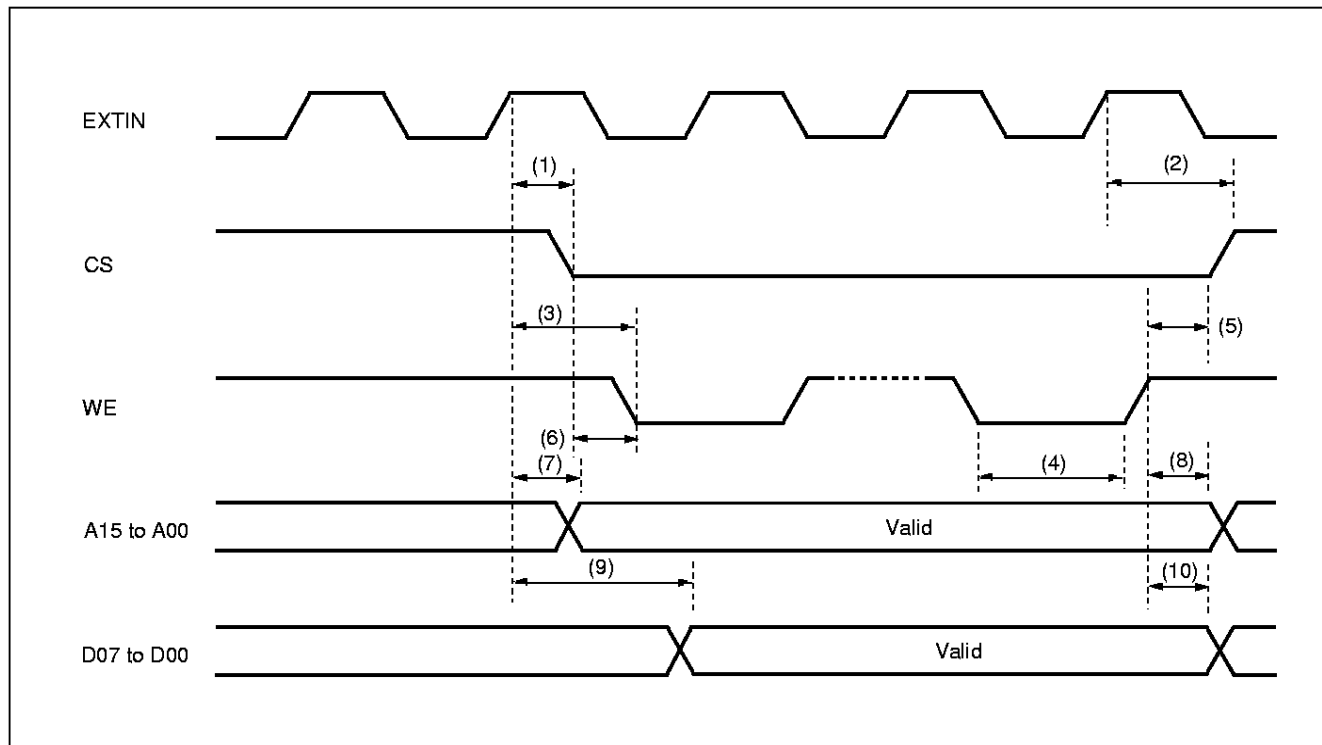 EXTIN
(1)
(2)
CS
(3)
(5)
WE
(6)
(7)
(4)
(8)
A15 to A00
Valid
(9)
(10)
D07 to D00
Valid